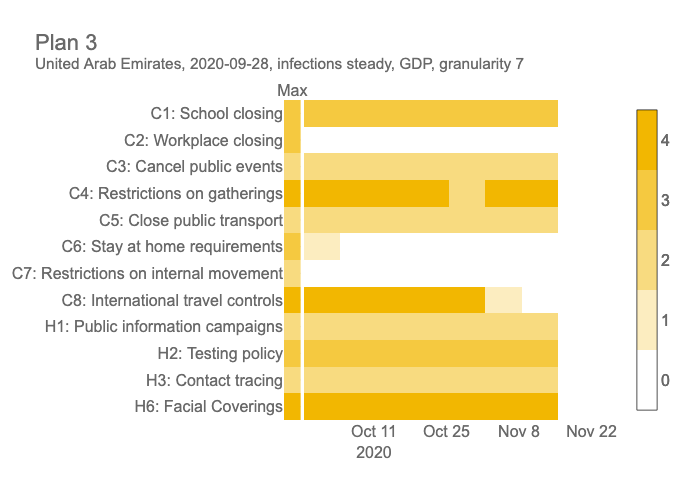 Plan 3
United Arab Emirates, 2020-09-28, infections steady, GDP, granularity 7
Max
C1: School closing
C2: Workplace closing
C3: Cancel public events
C4: Restrictions on gatherings
C5: Close public transport
C6: Stay at home requirements
C7: Restrictions on internal movement
C8: International travel controls
H1: Public information campaigns
H2: Testing policy
H3: Contact tracing
H6: Facial Coverings
Oct 11
2020
Oct 25
Nov 8
Nov 22
4
3
2
1
0